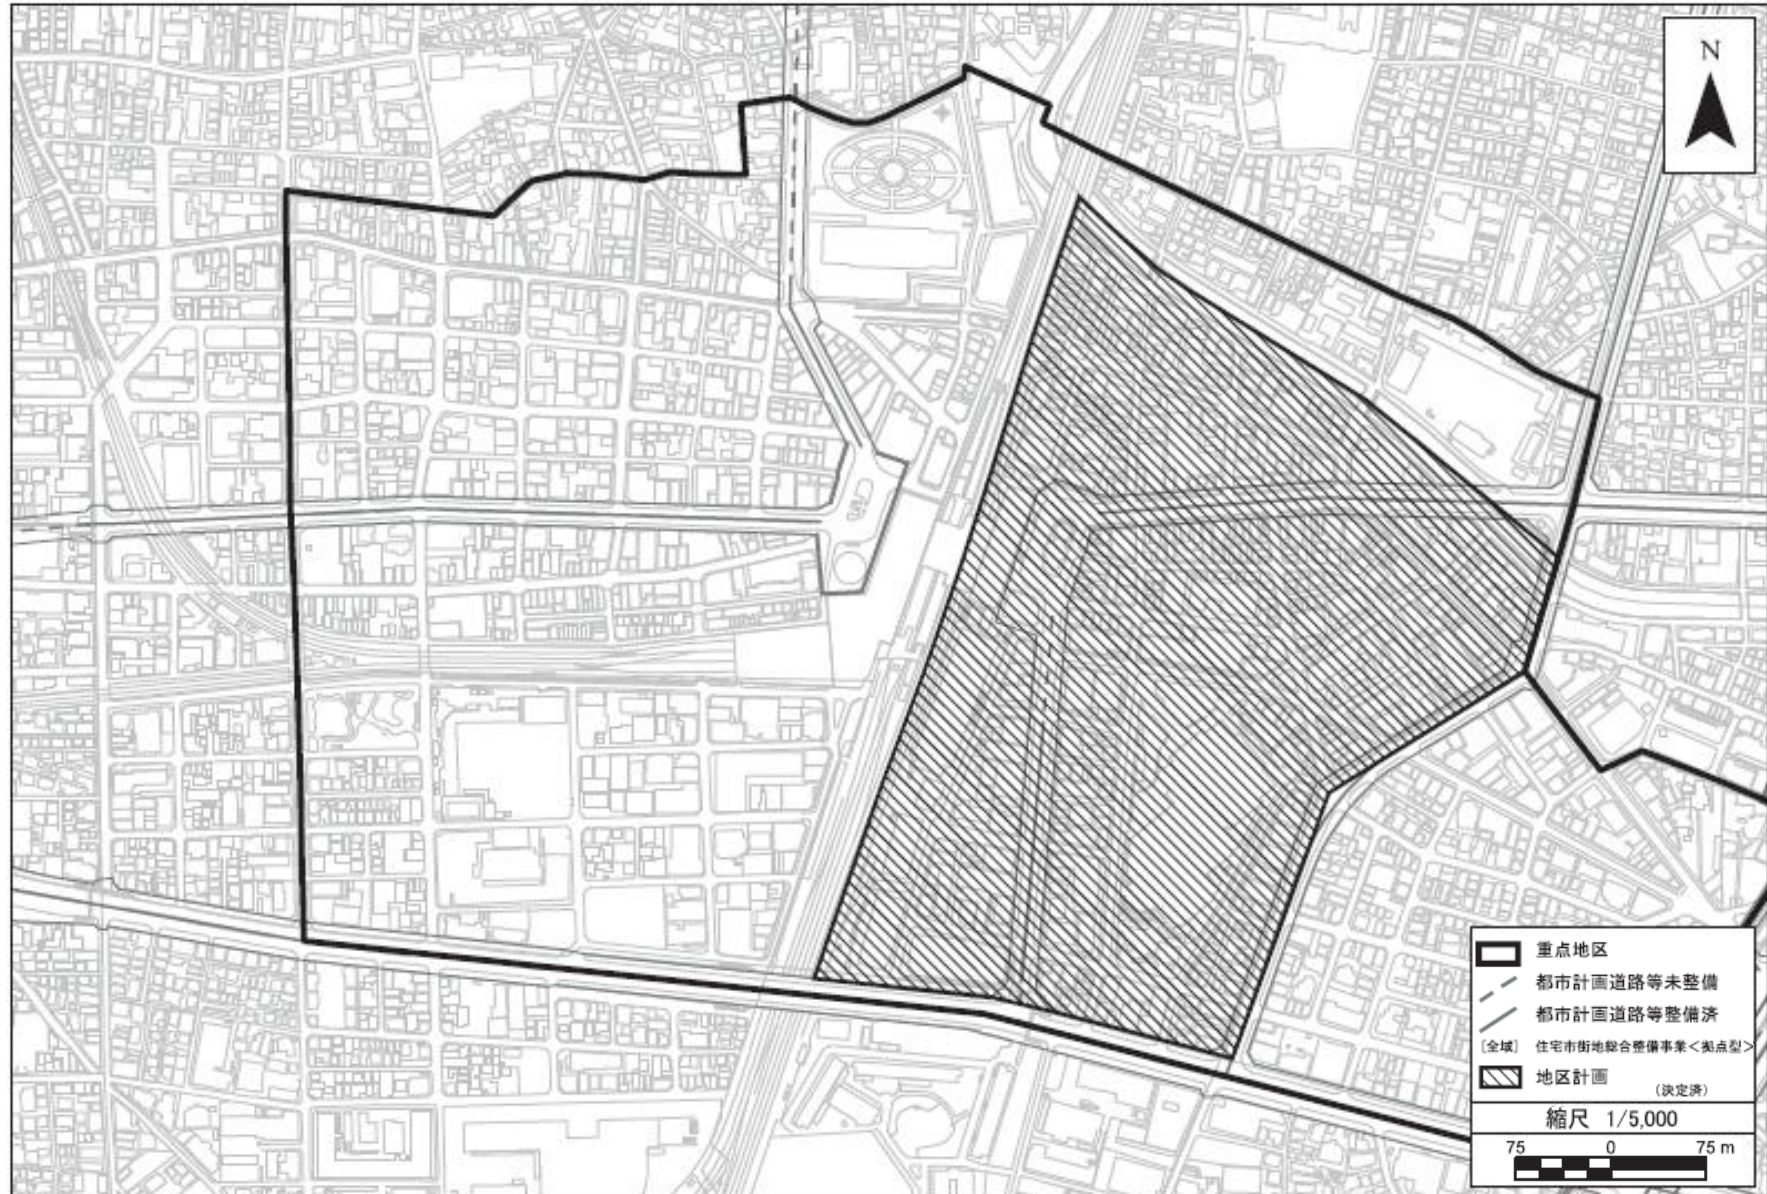 N
重点地区
都市計画道路等未整備
都市計画道路等整備済
[全域] 住宅市街地総合整備事業<拠点型>
地区計画
(決定済)
縮尺 1/5,000
75 0 75 m